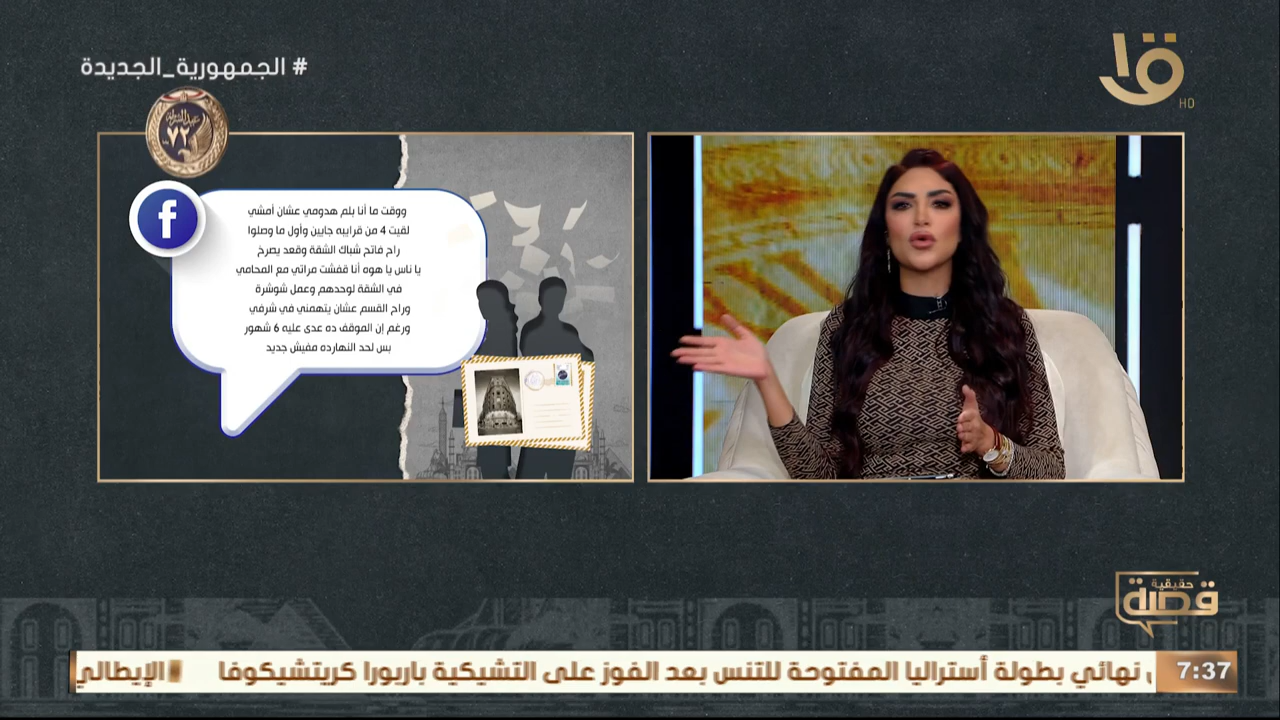 # الجمهورية_الجديدة
HD
عيد الشرطة
٧٢
f
ووقت ما أنا بلم هدومي عشان أمشي
لقيت 4 من قرايبه جايين وأول ما وصلوا
راح فاتح شباك الشقة وقعد يصرخ
يا ناس يا هوه أنا قفشت مراتي مع المحامي
في الشقة لوحدهم وعمل شوشرة
وراح القسم عشان يتهمني في شرفي
ورغم إن الموقف ده عدى عليه 6 شهور
بس لحد النهارده مفيش جديد
قصة
حقيقية
7:37
نهائي بطولة أستراليا المفتوحة للتنس بعد الفوز على التشيكية باربورا كريتشيكوفا
الإيطالي